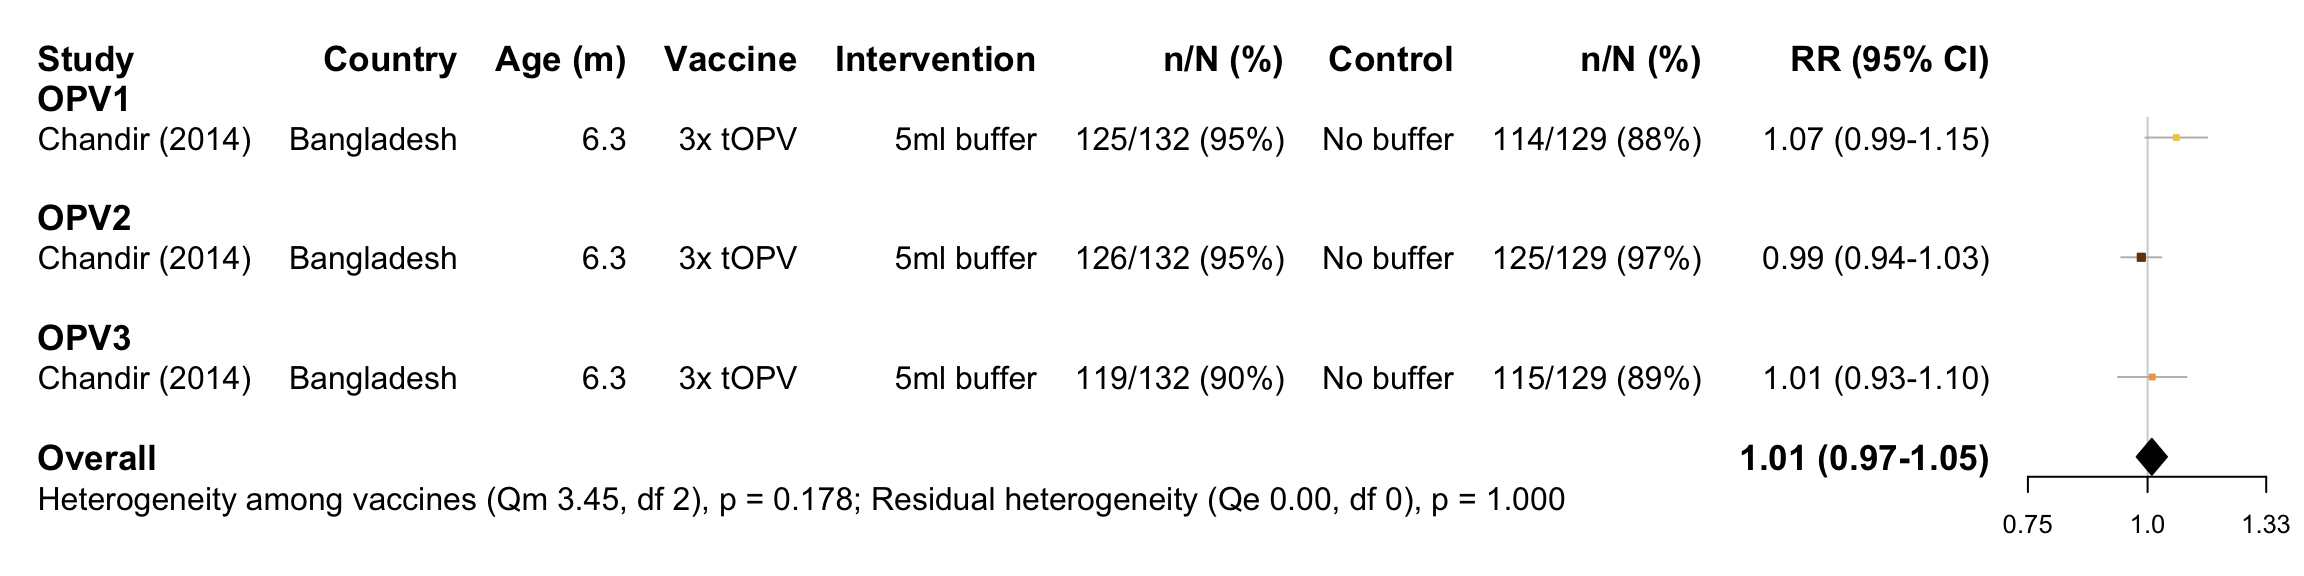 Study Country Age (m) Vaccine Intervention n/N (%) Control n/N (%) RR (95% CI)
OPV1
Chandir (2014) Bangladesh 6.3 3x tOPV 5ml buffer 125/132 (95%) No buffer 114/129 (88%) 1.07 (0.99-1.15)
OPV2
Chandir (2014) Bangladesh 6.3 3x tOPV 5ml buffer 126/132 (95%) No buffer 125/129 (97%) 0.99 (0.94-1.03)
OPV3
Chandir (2014) Bangladesh 6.3 3x tOPV 5ml buffer 119/132 (90%) No buffer 115/129 (89%) 1.01 (0.93-1.10)
Overall 1.01 (0.97-1.05)
Heterogeneity among vaccines (Qm 3.45, df 2), p = 0.178; Residual heterogeneity (Qe 0.00, df 0), p = 1.000
0.75 1.0 1.33